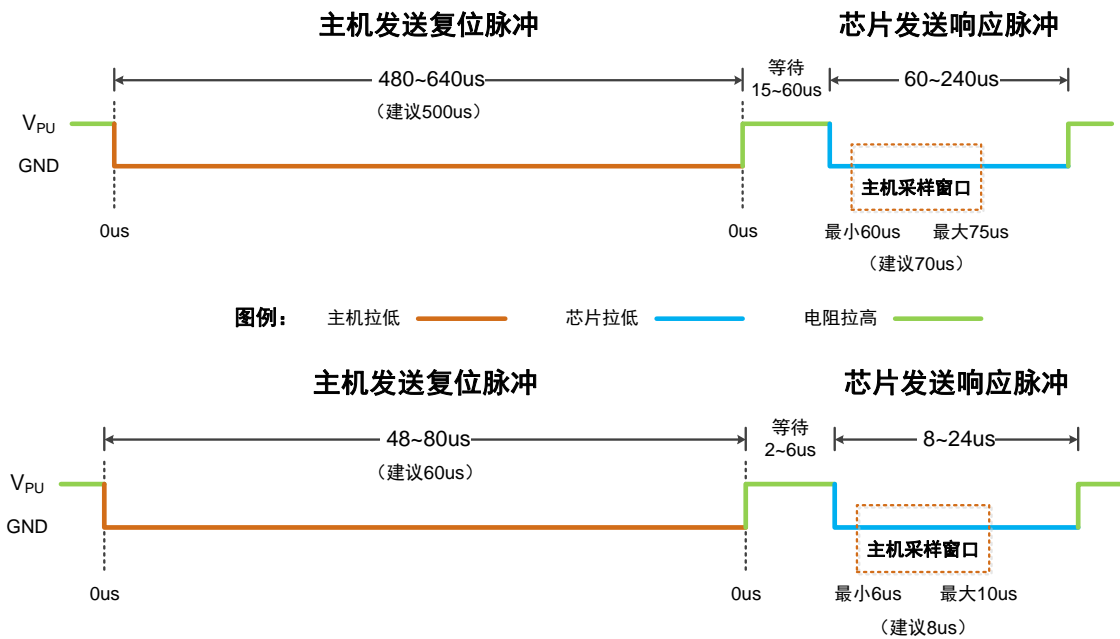 主机发送复位脉冲
芯片发送响应脉冲
480~640us
(建议500us)
等待
15~60us
60~240us
VPU
GND
主机采样窗口
0us
0us
最小60us
最大75us
(建议70us)
图例：
主机拉低
芯片拉低
电阻拉高
主机发送复位脉冲
芯片发送响应脉冲
48~80us
(建议60us)
等待
2~6us
8~24us
VPU
GND
主机采样窗口
0us
0us
最小6us
最大10us
(建议8us)